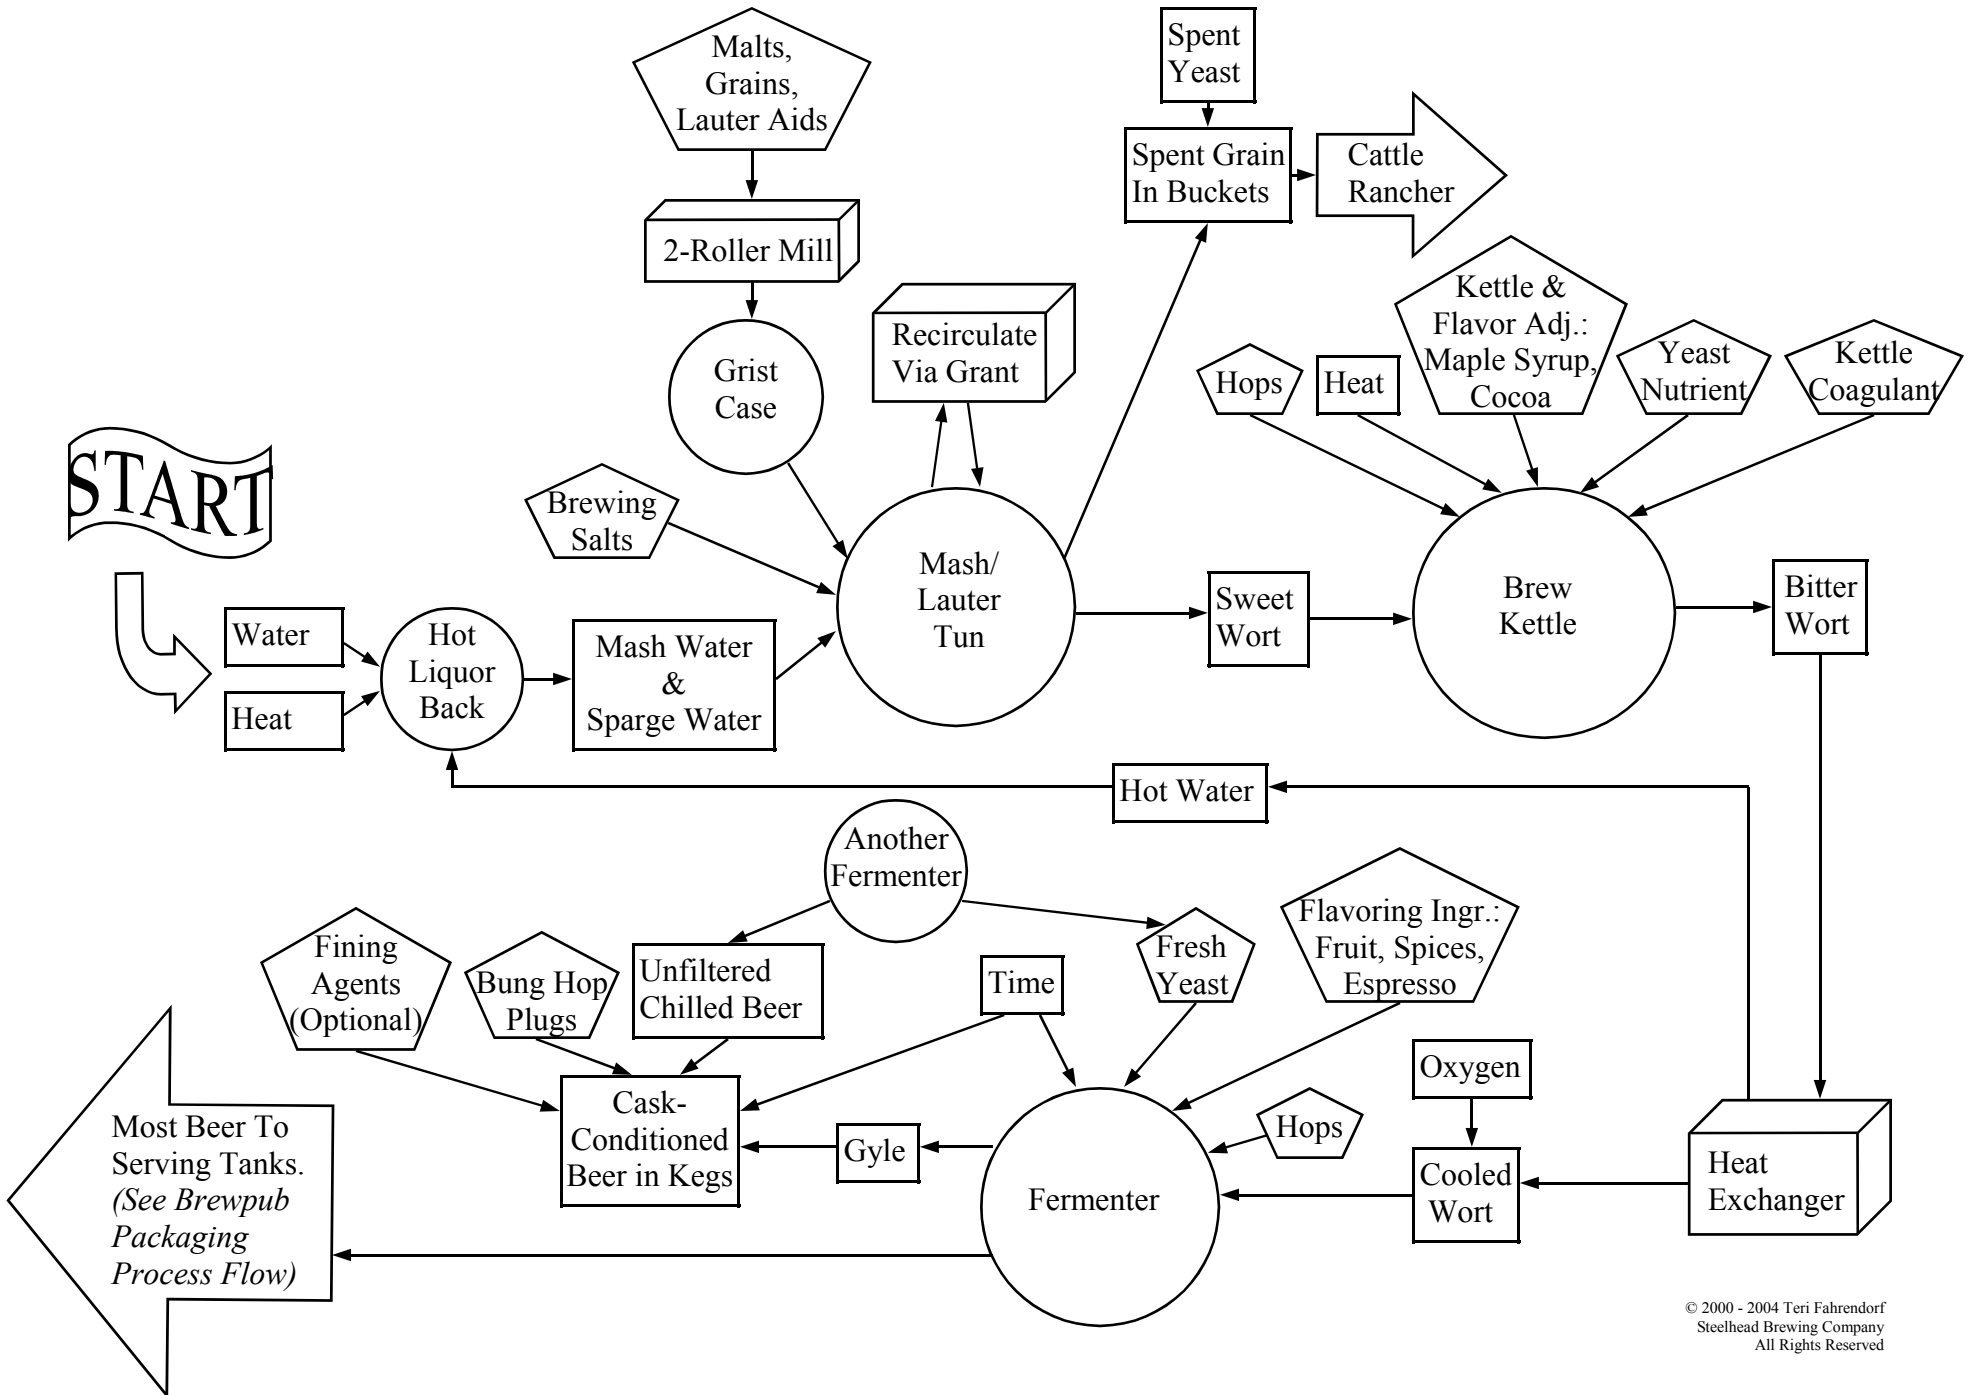 Malts,
Grains,
Lauter Aids
Spent
Yeast
2-Roller Mill
Spent Grain
In Buckets
Cattle
Rancher
Grist
Case
Recirculate
Via Grant
Hops
Heat
Kettle &
Flavor Adj.:
Maple Syrup,
Cocoa
Yeast
Nutrient
Kettle
Coagulant
START
Brewing
Salts
Water
Heat
Hot
Liquor
Back
Mash Water
&
Sparge Water
Mash/
Lauter
Tun
Sweet
Wort
Brew
Kettle
Bitter
Wort
Hot Water
Another
Fermenter
Fining
Agents
(Optional)
Bung Hop
Plugs
Unfiltered
Chilled Beer
Time
Fresh
Yeast
Flavoring Ingr.:
Fruit, Spices,
Espresso
Oxygen
Most Beer To
Serving Tanks.
(See Brewpub
Packaging
Process Flow)
Cask-
Conditioned
Beer in Kegs
Gyle
Fermenter
Hops
Cooled
Wort
Heat
Exchanger
© 2000 - 2004 Teri Fahrendorf
Steelhead Brewing Company
All Rights Reserved